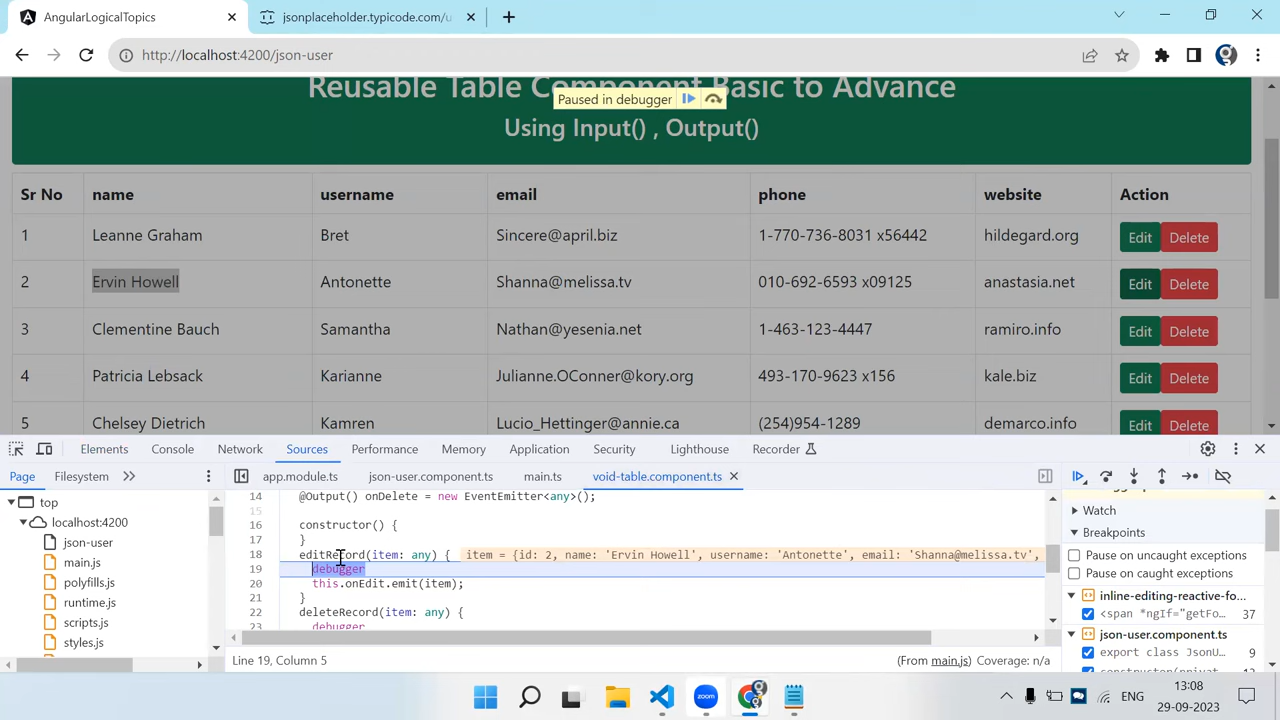 AngularLogicalTopics
jsonplaceholder.typicode.com/u
http://localhost:4200/json-user
Reusable Table Component Basic to Advance
Paused in debugger
Using Input() , Output()
Sr No name username email phone website Action
1 Leanne Graham Bret Sincere@april.biz 1-770-736-8031 x56442 hildegard.org Edit Delete
2 Ervin Howell Antonette Shanna@melissa.tv 010-692-6593 x09125 anastasia.net Edit Delete
3 Clementine Bauch Samantha Nathan@yesenia.net 1-463-123-4447 ramiro.info Edit Delete
4 Patricia Lebsack Karianne Julianne.OConner@kory.org 493-170-9623 x156 kale.biz Edit Delete
5 Chelsey Dietrich Kamren Lucio_Hettinger@annie.ca (254)954-1289 demarco.info Edit Delete
Elements Console Network Sources Performance Memory Application Security Lighthouse Recorder
Page Filesystem app.module.ts json-user.component.ts main.ts void-table.component.ts
top
localhost:4200
json-user
main.js
polyfills.js
runtime.js
scripts.js
styles.js
14 @Output() onDelete = new EventEmitter<any>();
15
16 constructor() {
17 }
18 editRecord(item: any) { item = {id: 2, name: 'Ervin Howell', username: 'Antonette', email: 'Shanna@melissa.tv',
19 debugger
20 this.onEdit.emit(item);
21 }
22 deleteRecord(item: any) {
23 debugger
Line 19, Column 5 (From main.js) Coverage: n/a
Watch
Breakpoints
Pause on uncaught exceptions
Pause on caught exceptions
inline-editing-reactive-fo...
<span *ngIf="getFo... 37
json-user.component.ts
export class JsonU... 9
zoom
ENG
13:08
29-09-2023